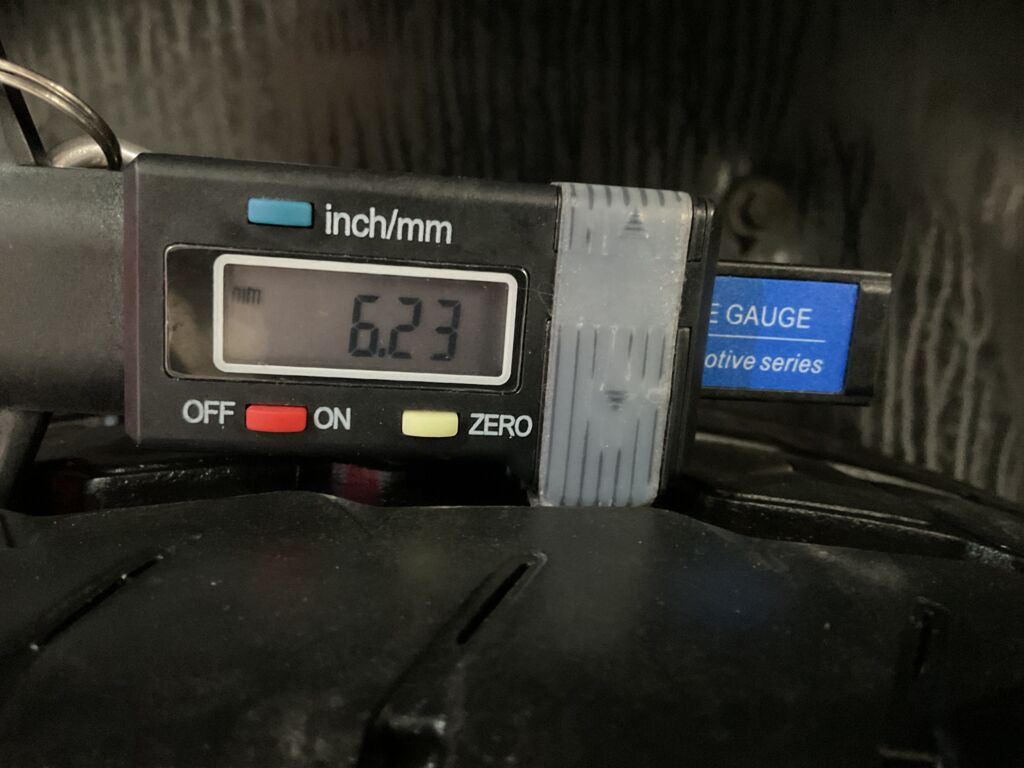 inch/mm
mm
6.23
OFF ON ZERO
E GAUGE
otive series